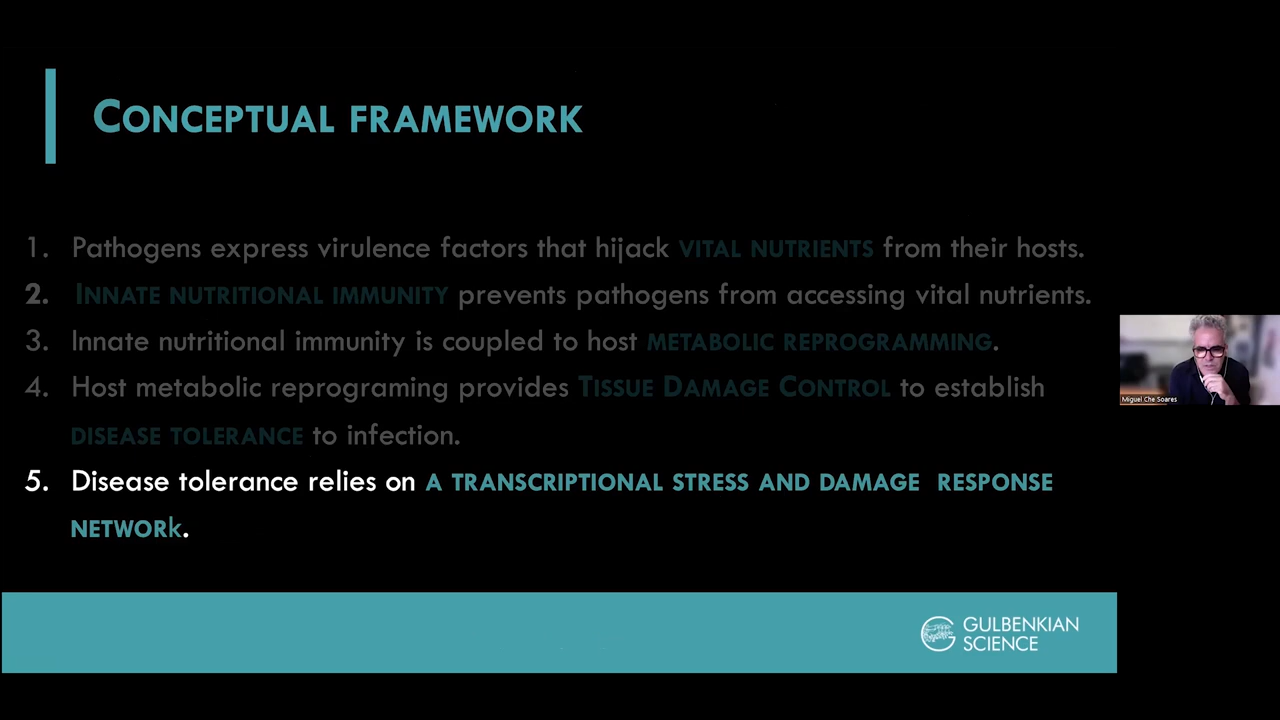 CONCEPTUAL FRAMEWORK
1. Pathogens express virulence factors that hijack VITAL NUTRIENTS from their hosts.
2. INNATE NUTRITIONAL IMMUNITY prevents pathogens from accessing vital nutrients.
3. Innate nutritional immunity is coupled to host METABOLIC REPROGRAMMING.
4. Host metabolic reprograming provides TISSUE DAMAGE CONTROL to establish
DISEASE TOLERANCE to infection.
5. Disease tolerance relies on A TRANSCRIPTIONAL STRESS AND DAMAGE RESPONSE
NETWORk.
Miguel Che Soares
GULBENKIAN
SCIENCE